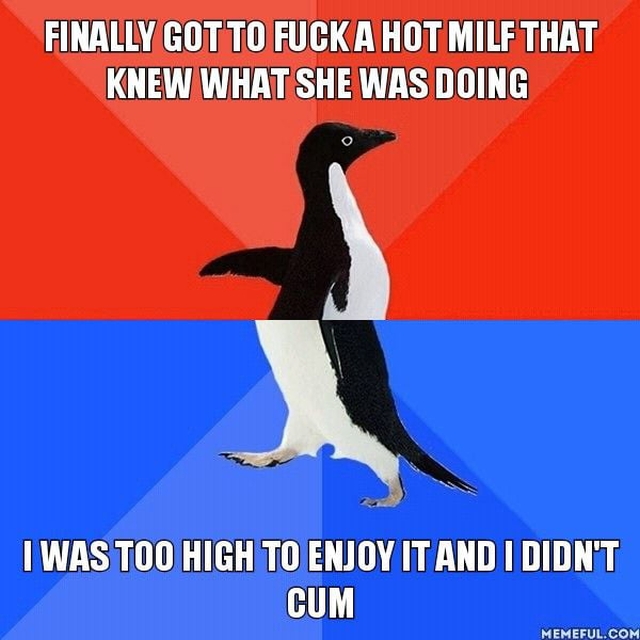 FINALLY GOT TO FUCK A HOT MILF THAT
KNEW WHAT SHE WAS DOING
I WAS TOO HIGH TO ENJOY IT AND I DIDN'T
CUM
MEMEFUL.COM